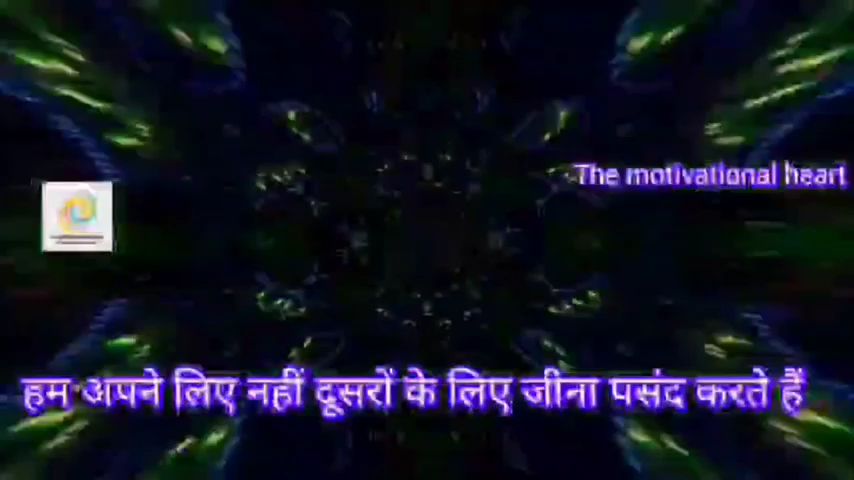 The motivational heart
हम अपने लिए नहीं दूसरों के लिए जीना पसंद करते हैं